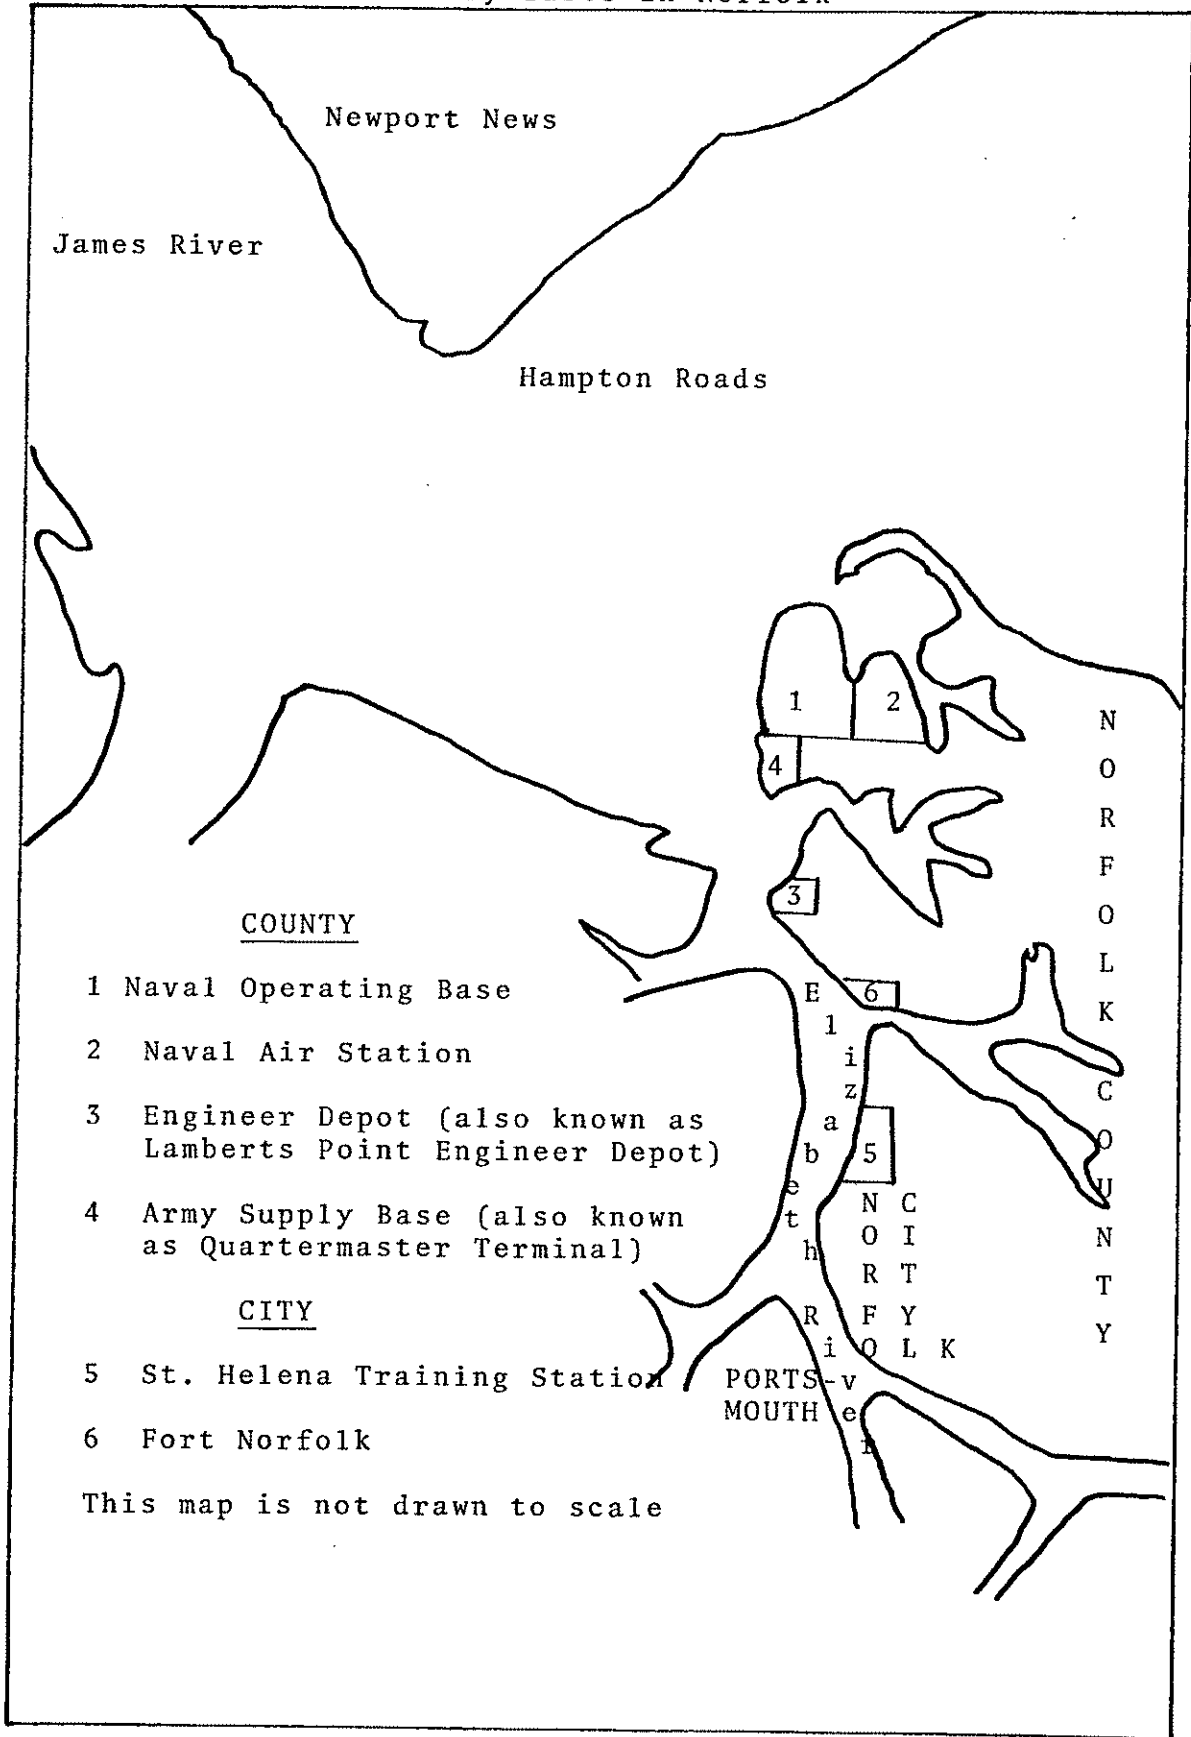 in Norfolk
Newport News
James River
Hampton Roads
1
2
4
3
6
5
NORFOLK COUNTY
Elizabeth River
NORFOLK
CITY
PORTS-
MOUTH
COUNTY
1 Naval Operating Base
2 Naval Air Station
3 Engineer Depot (also known as
Lamberts Point Engineer Depot)
4 Army Supply Base (also known
as Quartermaster Terminal)
CITY
5 St. Helena Training Station
6 Fort Norfolk
This map is not drawn to scale